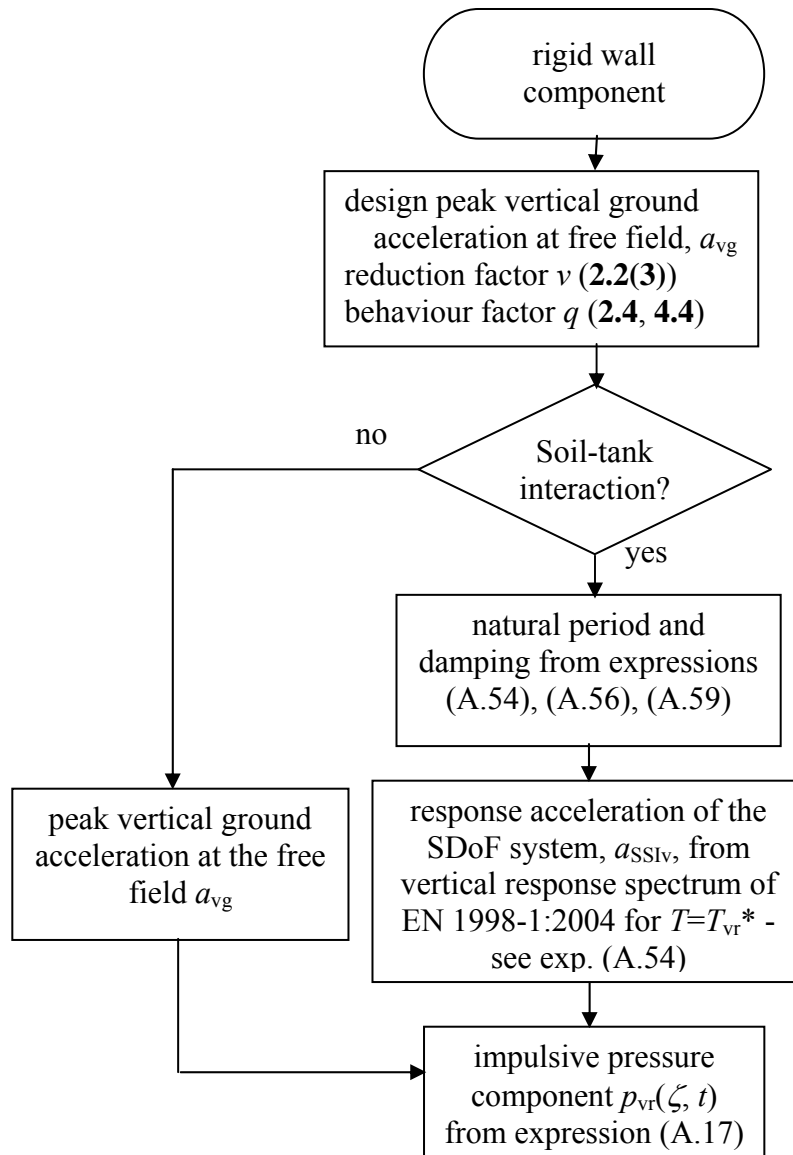 rigid wall
component
design peak vertical ground
acceleration at free field, avg
reduction factor ν (2.2(3))
behaviour factor q (2.4, 4.4)
no
Soil-tank
interaction?
yes
natural period and
damping from expressions
(A.54), (A.56), (A.59)
peak vertical ground
acceleration at the free
field avg
response acceleration of the
SDoF system, aSSIv, from
vertical response spectrum of
EN 1998-1:2004 for T=Tvr* -
see exp. (A.54)
impulsive pressure
component pvr(ζ, t)
from expression (A.17)